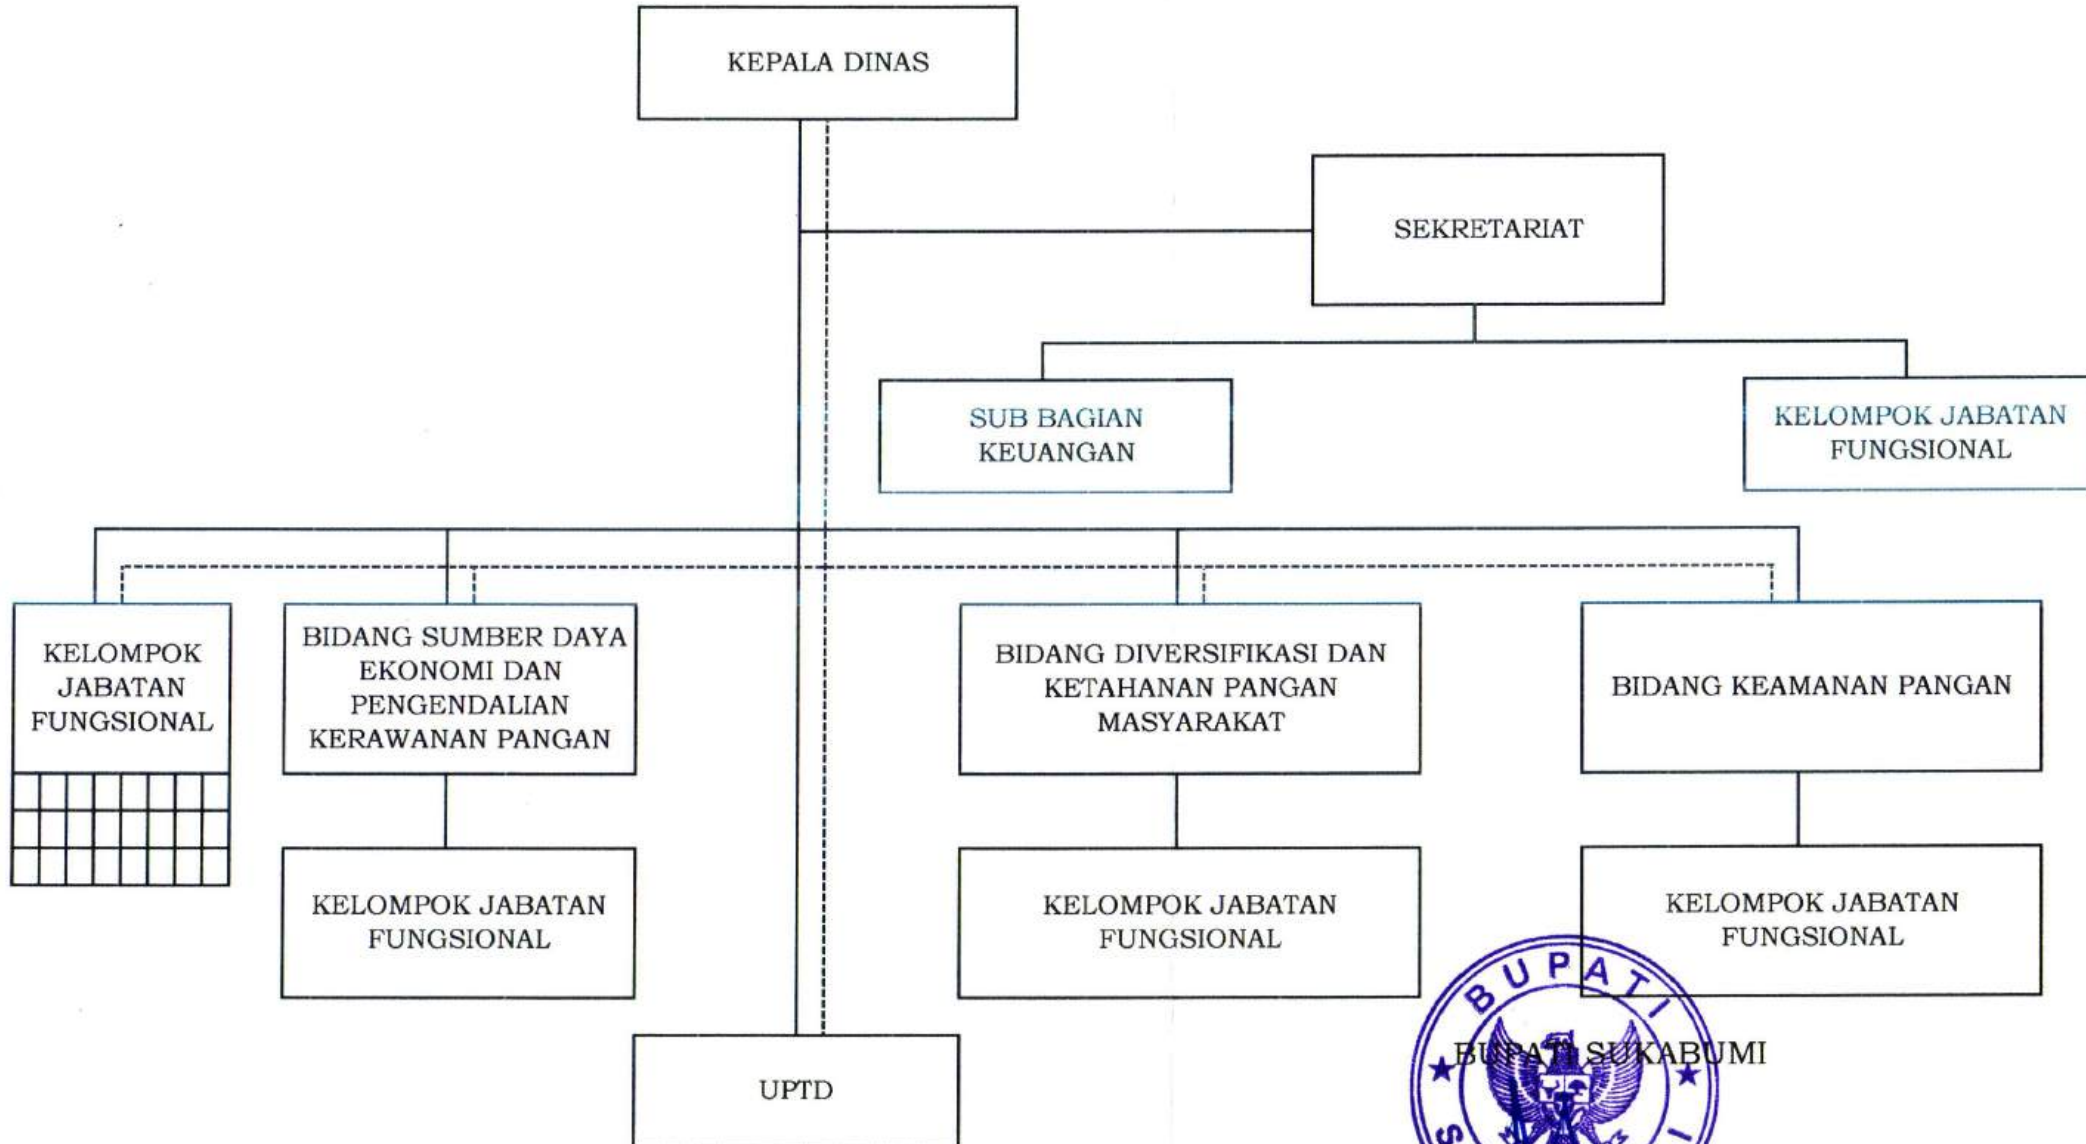 KEPALA DINAS
SEKRETARIAT
SUB BAGIAN
KEUANGAN
KELOMPOK JABATAN
FUNGSIONAL
KELOMPOK
JABATAN
FUNGSIONAL
BIDANG SUMBER DAYA
EKONOMI DAN
PENGENDALIAN
KERAWANAN PANGAN
BIDANG DIVERSIFIKASI DAN
KETAHANAN PANGAN
MASYARAKAT
BIDANG KEAMANAN PANGAN
KELOMPOK JABATAN
FUNGSIONAL
KELOMPOK JABATAN
FUNGSIONAL
KELOMPOK JABATAN
FUNGSIONAL
UPTD
BUPATI
BUPATI SUKABUMI